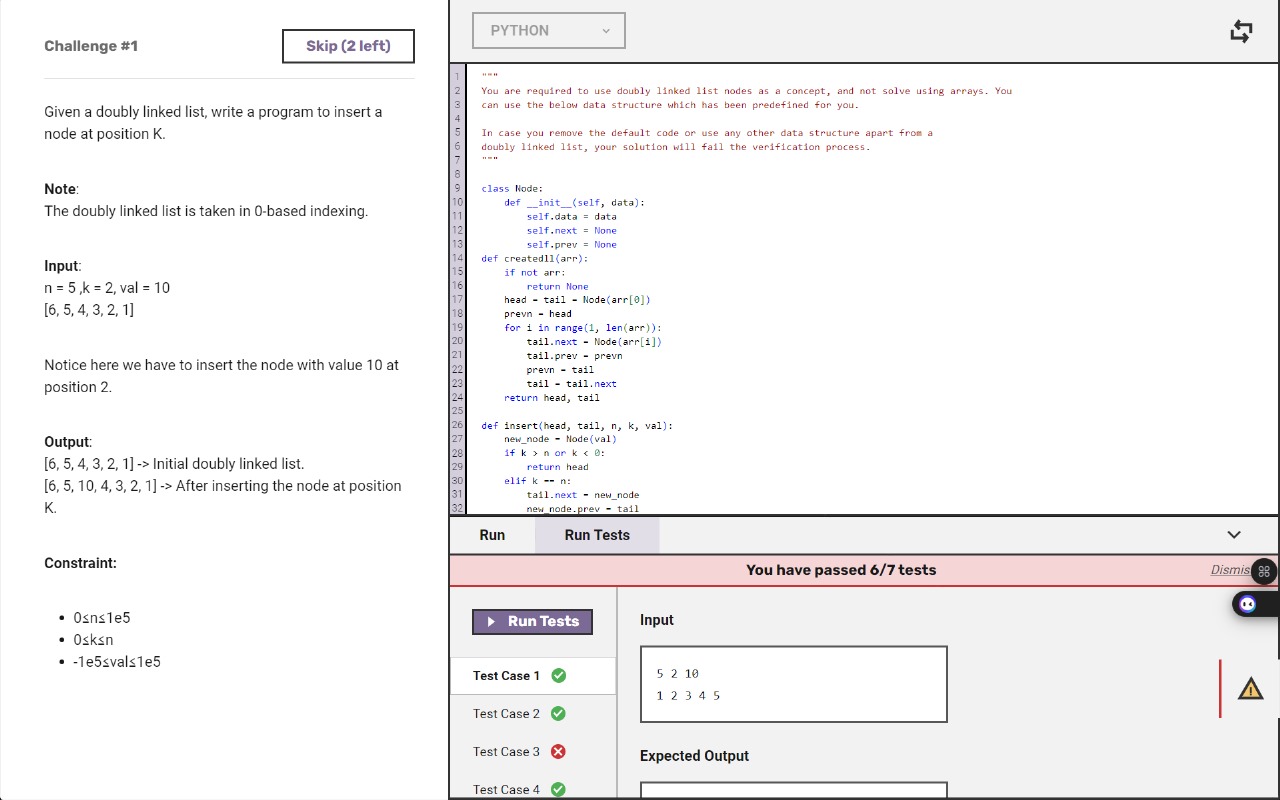 Challenge #1
Skip (2 left)
Given a doubly linked list, write a program to insert a
node at position K.
Note:
The doubly linked list is taken in 0-based indexing.
Input:
n = 5 ,k = 2, val = 10
[6, 5, 4, 3, 2, 1]
Notice here we have to insert the node with value 10 at
position 2.
Output:
[6, 5, 4, 3, 2, 1] -> Initial doubly linked list.
[6, 5, 10, 4, 3, 2, 1] -> After inserting the node at position
K.
Constraint:
• 0≤n≤1e5
• 0≤k≤n
• -1e5≤val≤1e5
PYTHON
1 """
2 You are required to use doubly linked list nodes as a concept, and not solve using arrays. You
3 can use the below data structure which has been predefined for you.
4
5 In case you remove the default code or use any other data structure apart from a
6 doubly linked list, your solution will fail the verification process.
7 """
8
9 class Node:
10     def __init__(self, data):
11         self.data = data
12         self.next = None
13         self.prev = None
14 def createdll(arr):
15     if not arr:
16         return None
17     head = tail = Node(arr[0])
18     prevn = head
19     for i in range(1, len(arr)):
20         tail.next = Node(arr[i])
21         tail.prev = prevn
22         prevn = tail
23         tail = tail.next
24     return head, tail
25
26 def insert(head, tail, n, k, val):
27     new_node = Node(val)
28     if k > n or k < 0:
29         return head
30     elif k == n:
31         tail.next = new_node
32         new_node.prev = tail
Run
Run Tests
You have passed 6/7 tests
Dismis
Run Tests
Test Case 1
Test Case 2
Test Case 3
Test Case 4
Input
5 2 10
1 2 3 4 5
Expected Output